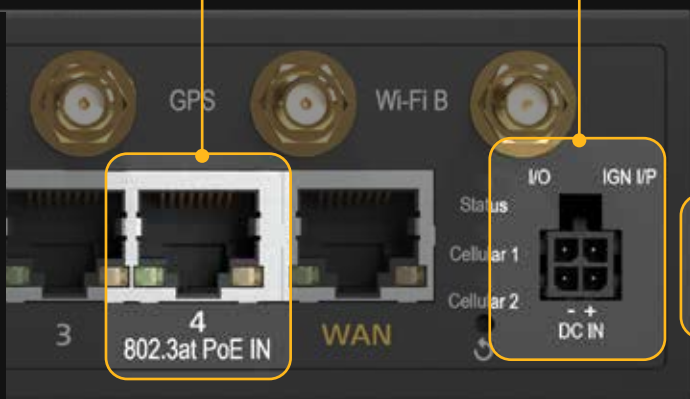 GPS
Wi-Fi B
I/O IGN I/P
Status
Cellular 1
Cellular 2
3
4
802.3at PoE IN
WAN
- +
DC IN